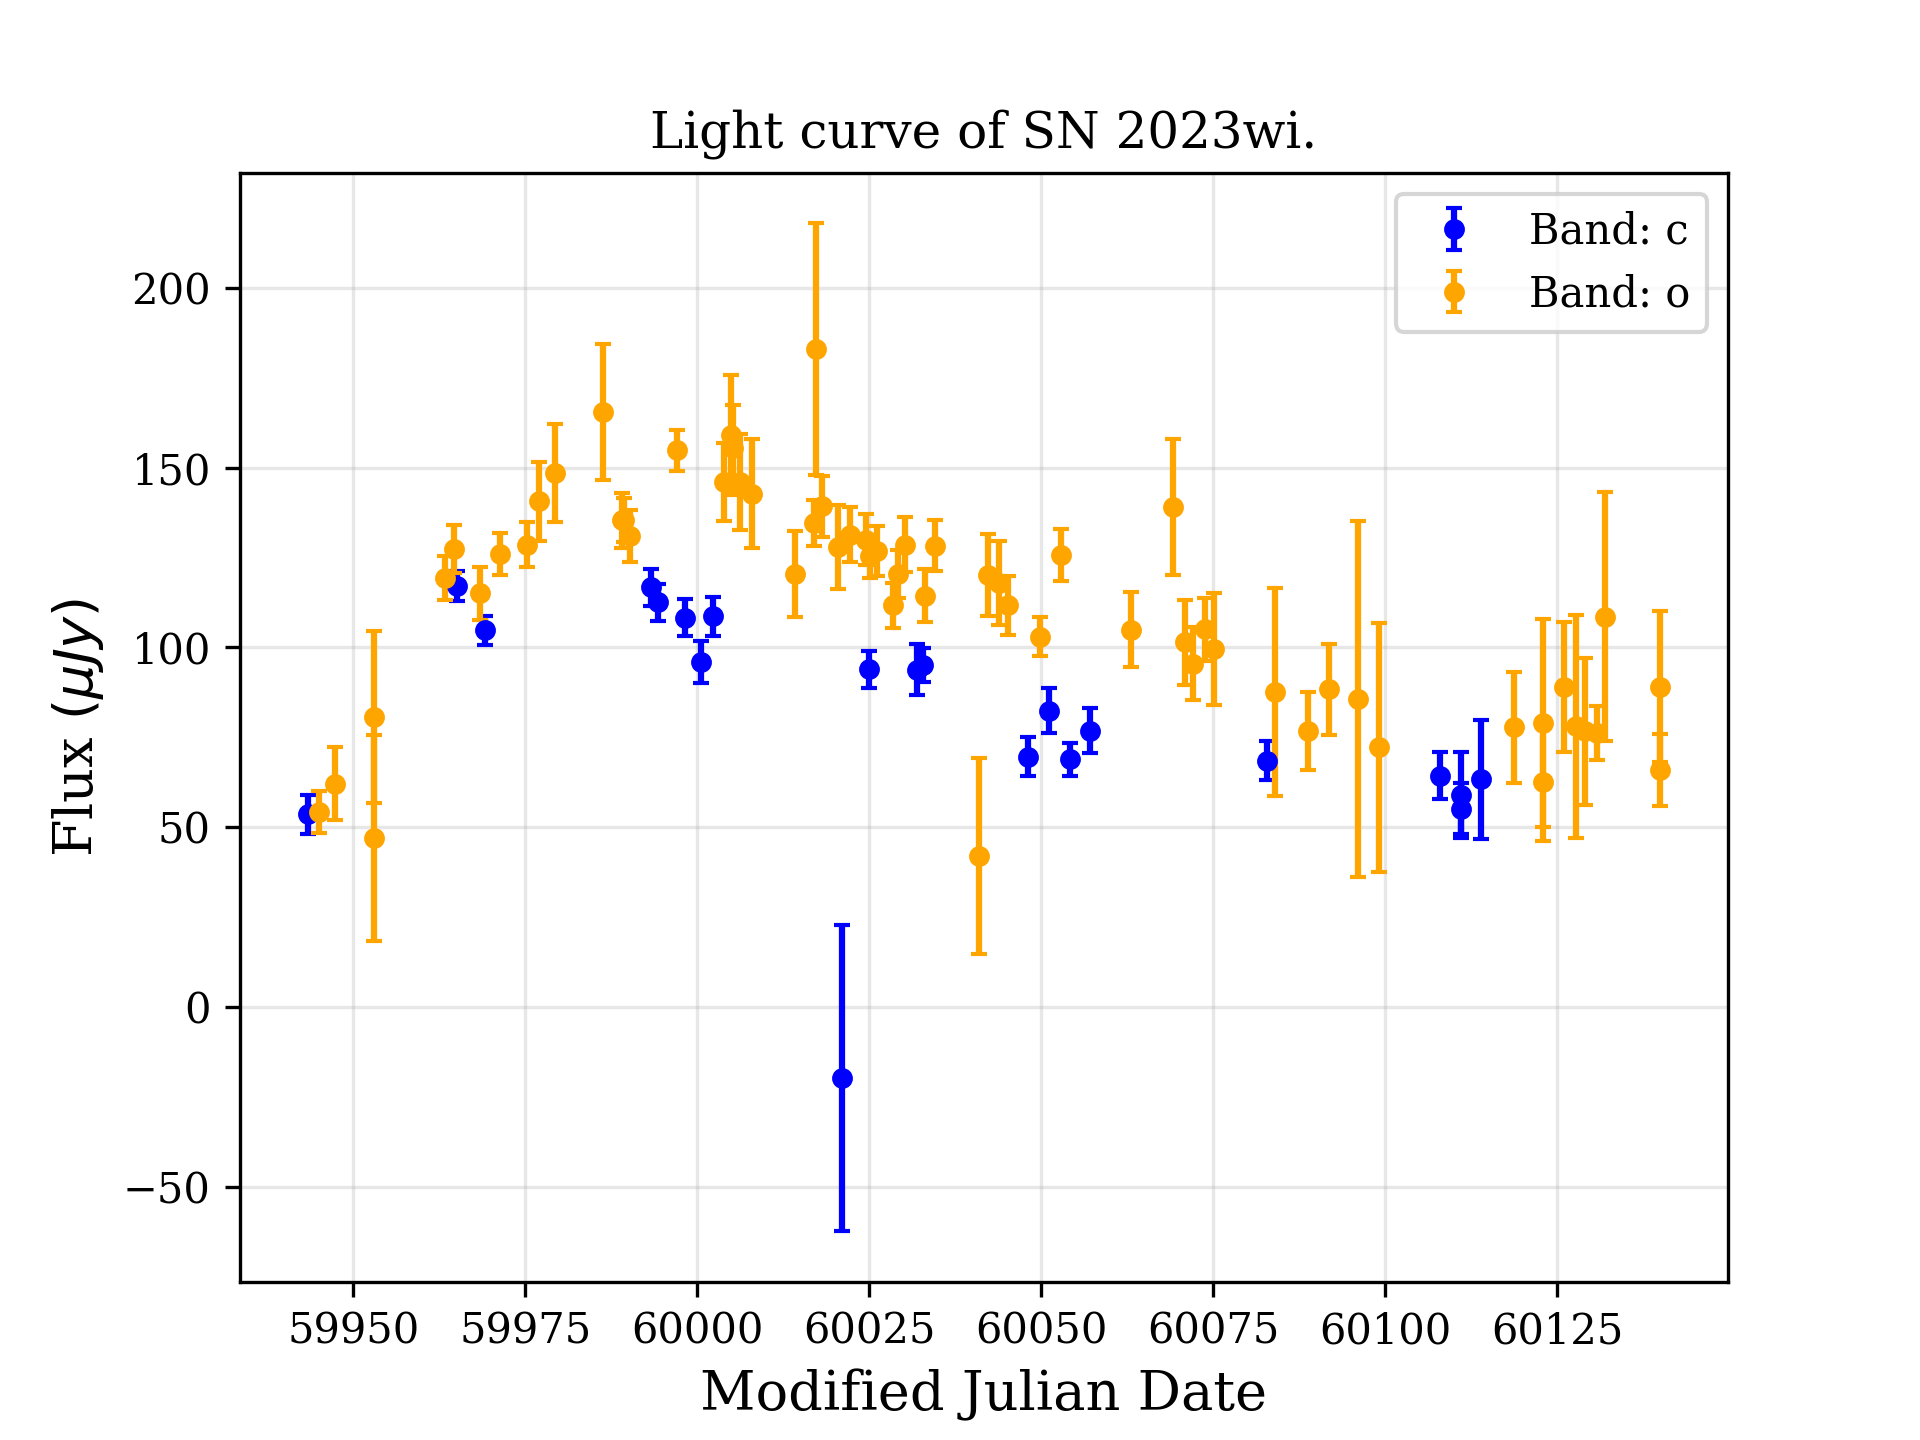 Light curve of SN 2023wi.
Band: c
Band: o
Flux (μJy)
200
150
100
50
0
−50
59950 59975 60000 60025 60050 60075 60100 60125
Modified Julian Date